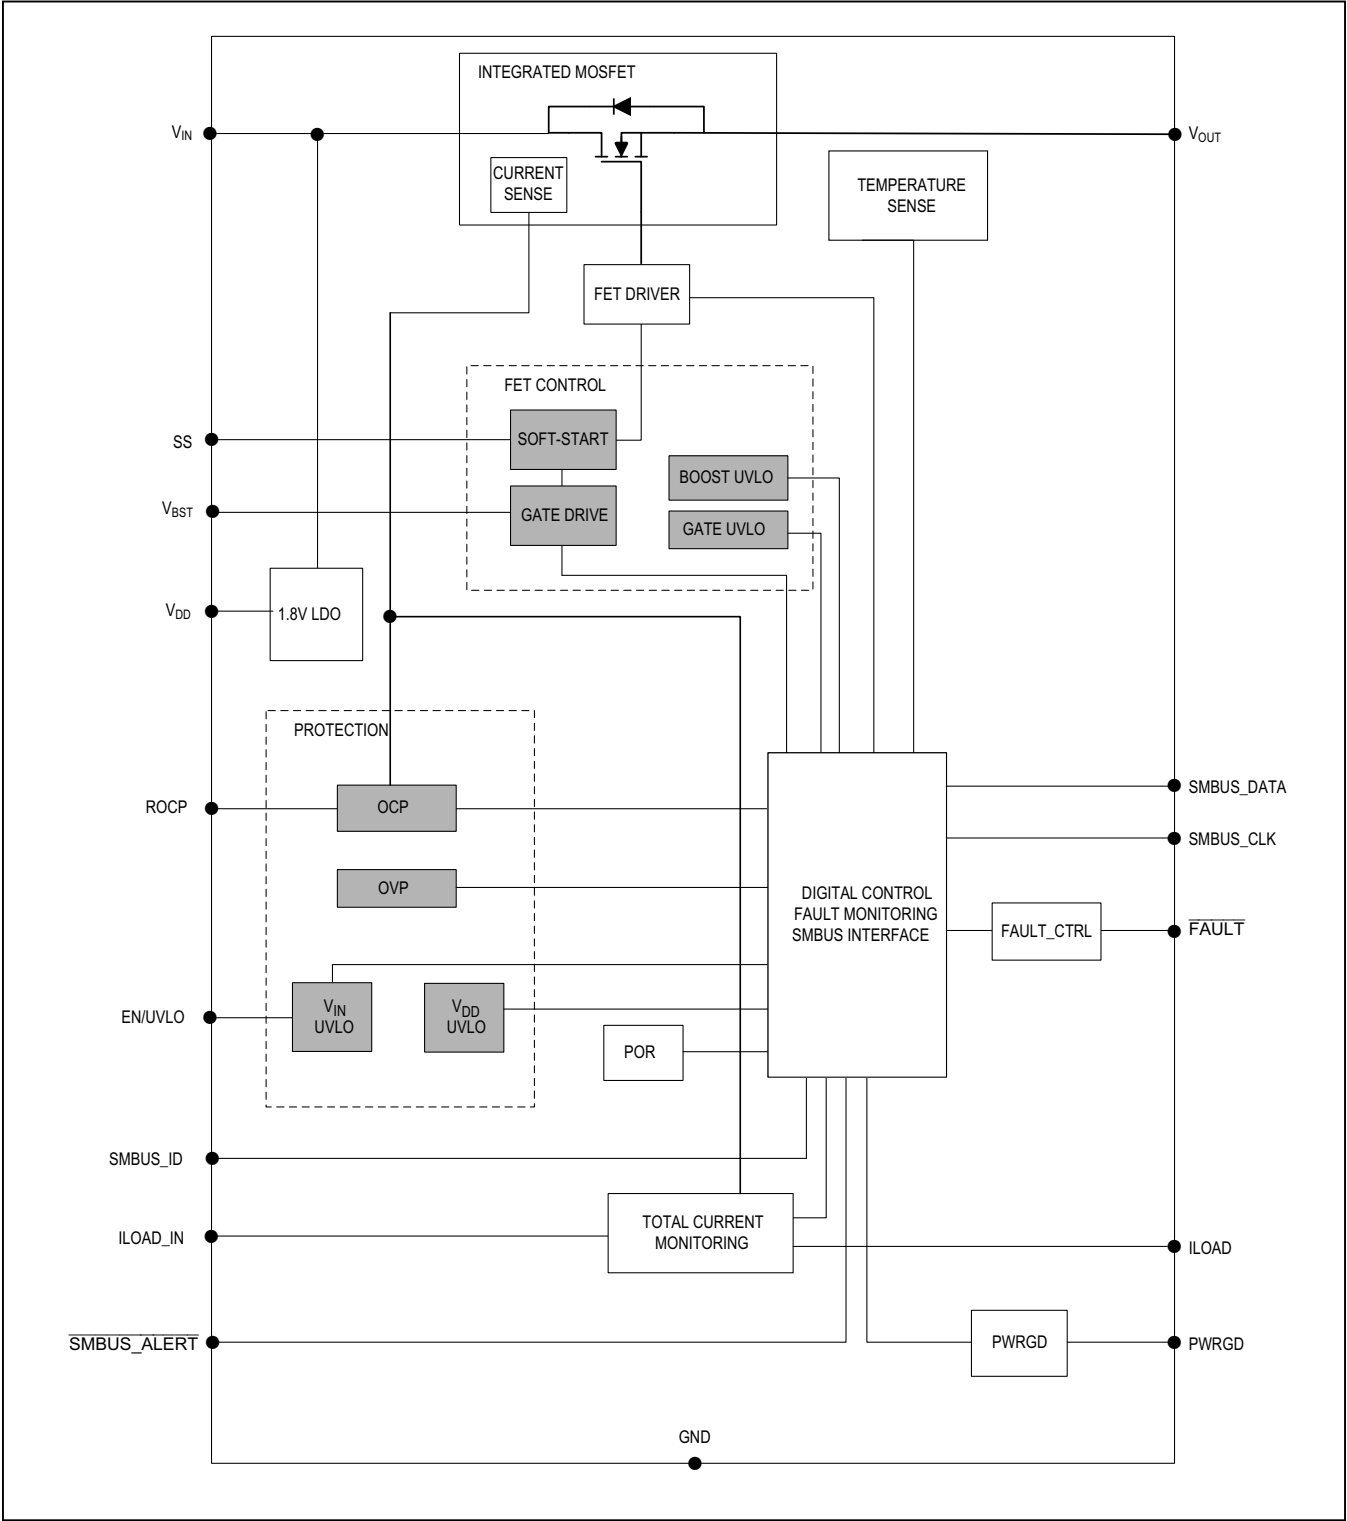 INTEGRATED MOSFET
VIN
VOUT
CURRENT
SENSE
TEMPERATURE
SENSE
FET DRIVER
FET CONTROL
SS
SOFT-START
BOOST UVLO
VBST
GATE DRIVE
GATE UVLO
VDD
1.8V LDO
PROTECTION
ROCP
OCP
SMBUS_DATA
SMBUS_CLK
OVP
DIGITAL CONTROL
FAULT MONITORING
SMBUS INTERFACE
FAULT_CTRL
FAULT
EN/UVLO
VIN
UVLO
VDD
UVLO
POR
SMBUS_ID
ILOAD_IN
TOTAL CURRENT
MONITORING
ILOAD
SMBUS_ALERT
PWRGD
PWRGD
GND